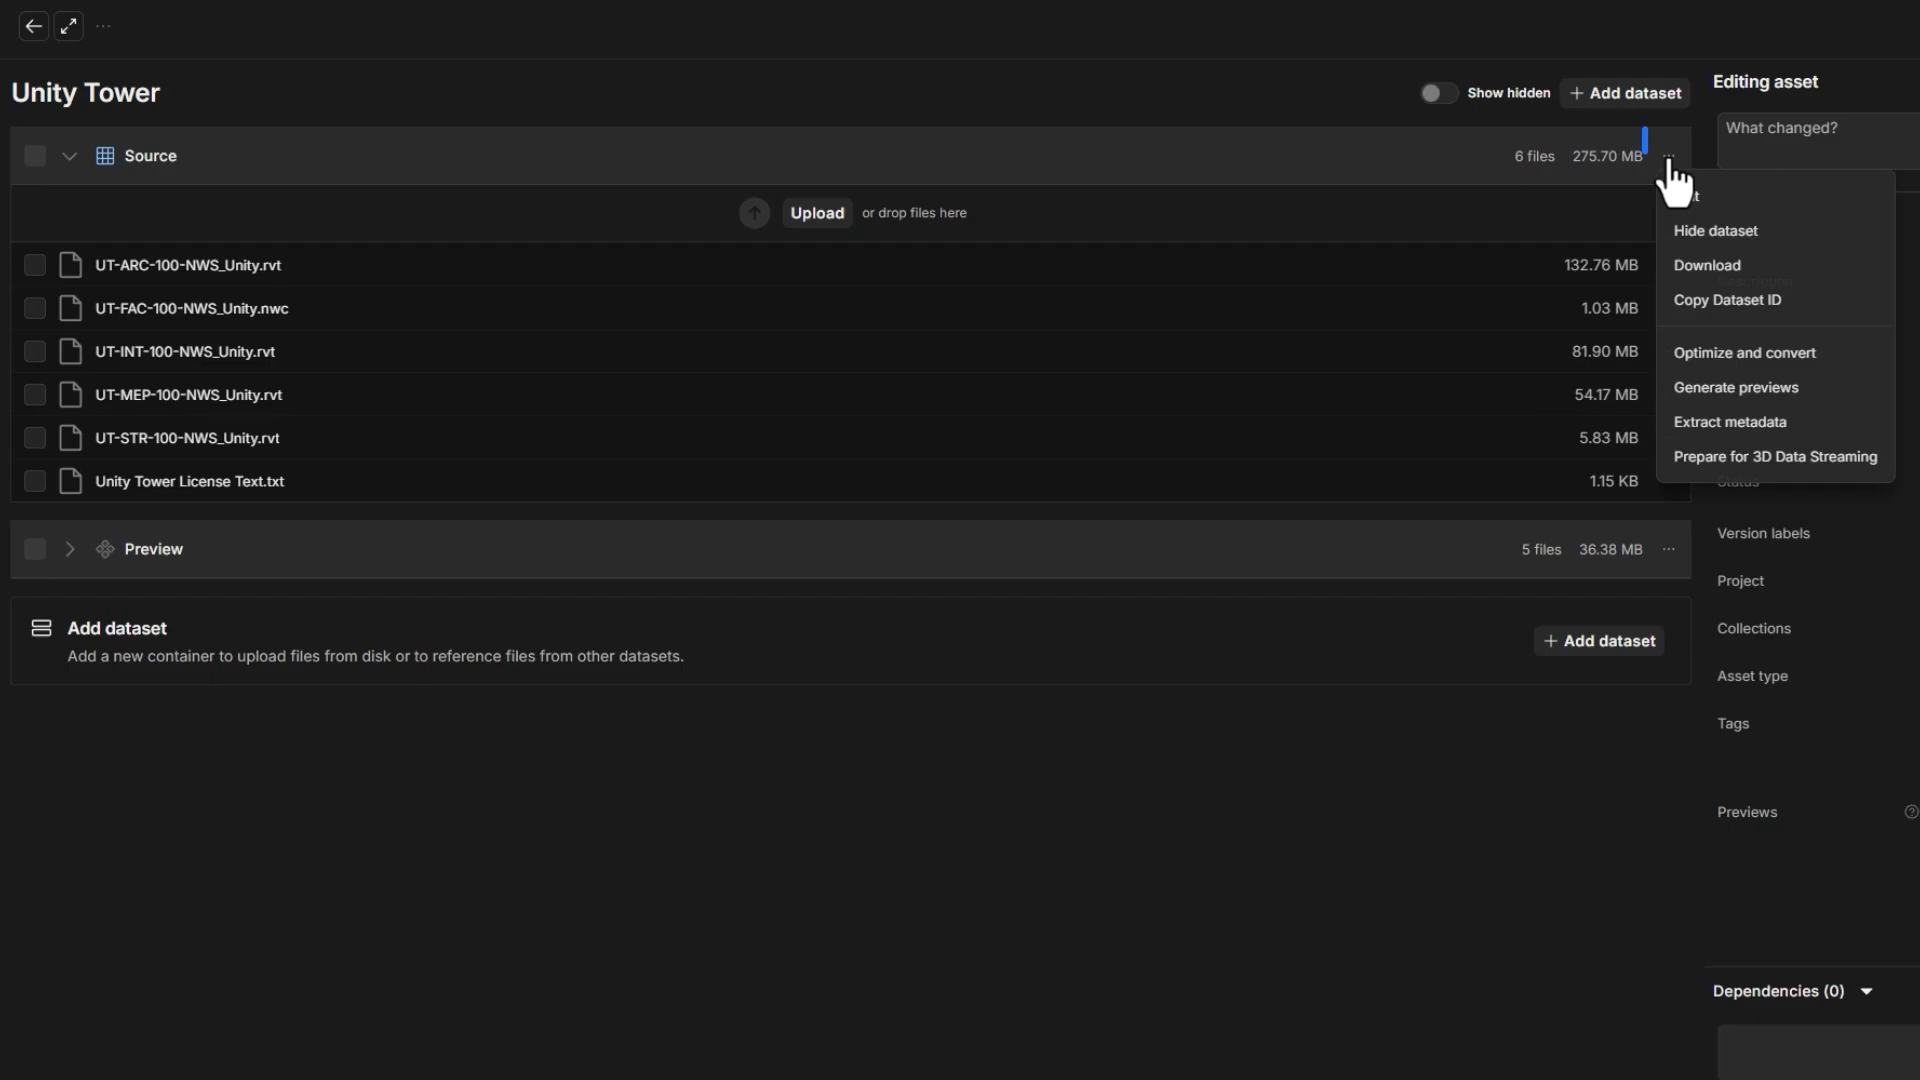 Unity Tower
Show hidden
+ Add dataset
Editing asset
What changed?
Source
6 files 275.70 MB
Upload or drop files here
UT-ARC-100-NWS_Unity.rvt 132.76 MB
UT-FAC-100-NWS_Unity.nwc 1.03 MB
UT-INT-100-NWS_Unity.rvt 81.90 MB
UT-MEP-100-NWS_Unity.rvt 54.17 MB
UT-STR-100-NWS_Unity.rvt 5.83 MB
Unity Tower License Text.txt 1.15 KB
Hide dataset
Download
Copy Dataset ID
Optimize and convert
Generate previews
Extract metadata
Prepare for 3D Data Streaming
Status
Preview
5 files 36.38 MB
Add dataset
Add a new container to upload files from disk or to reference files from other datasets.
+ Add dataset
Version labels
Project
Collections
Asset type
Tags
Previews
Dependencies (0)